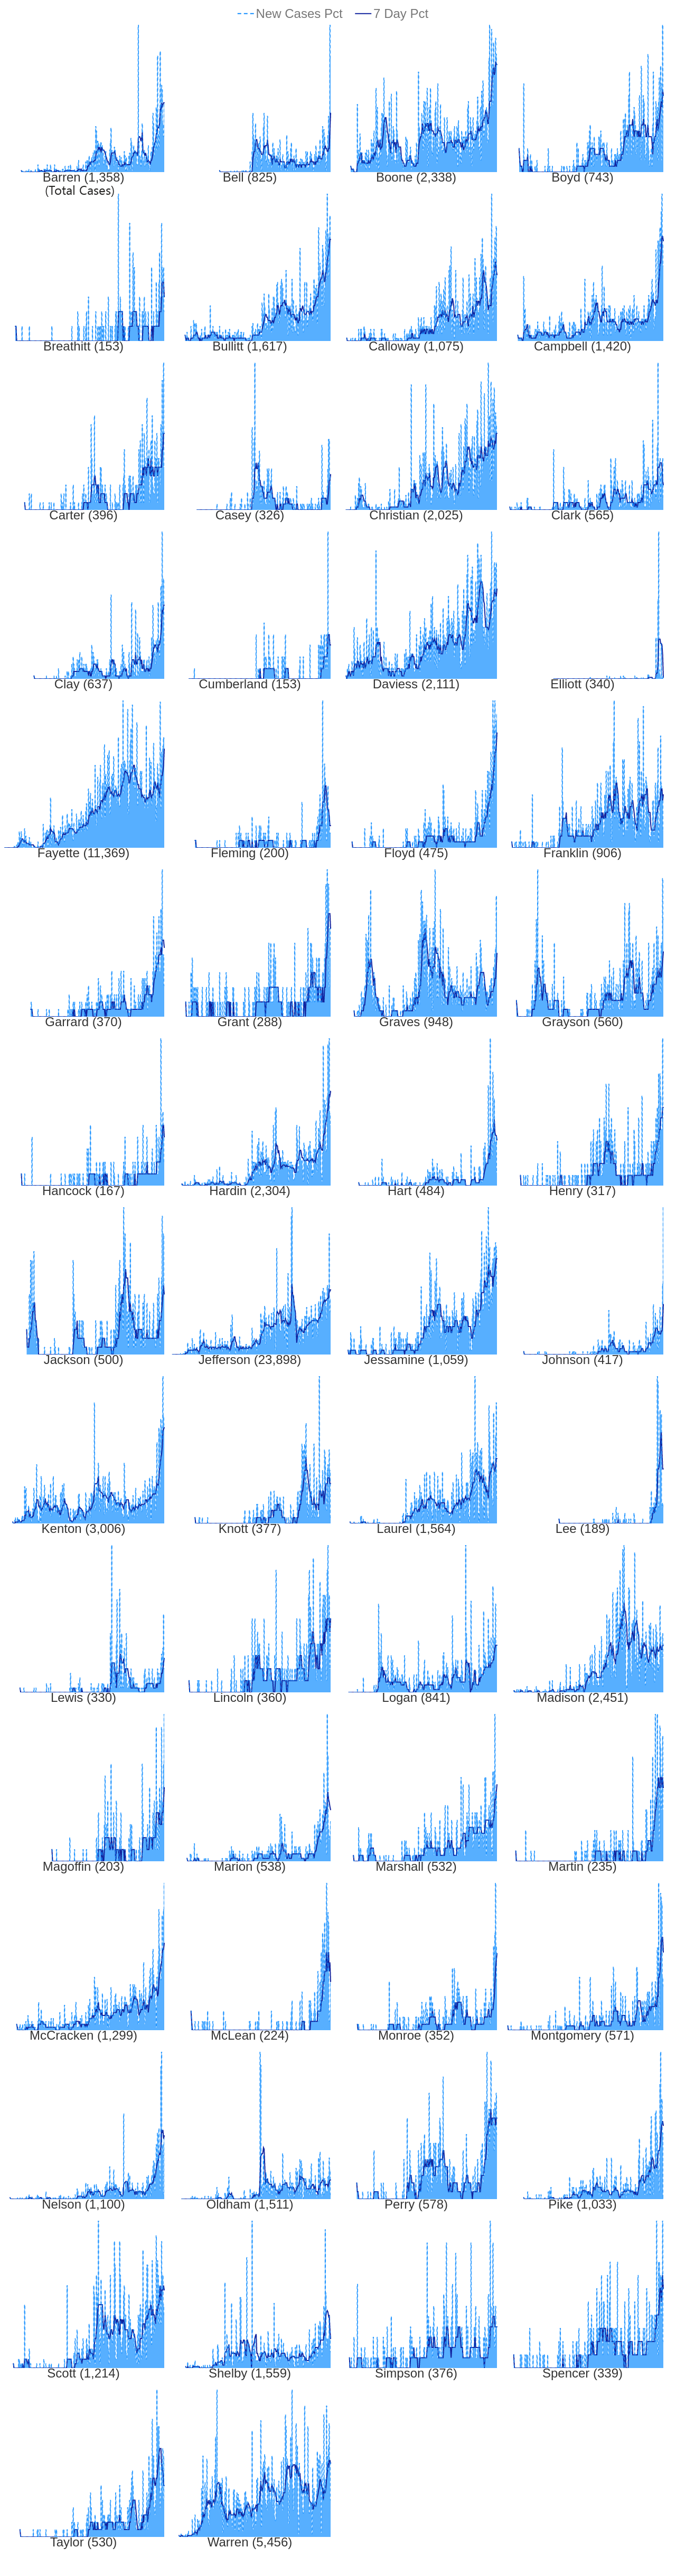 New Cases Pct 7 Day Pct
Barren (1,358) Bell (825) Boone (2,338) Boyd (743)
(Total Cases)
Breathitt (153) Bullitt (1,617) Calloway (1,075) Campbell (1,420)
Carter (396) Casey (326) Christian (2,025) Clark (565)
Clay (637) Cumberland (153) Daviess (2,111) Elliott (340)
Fayette (11,369) Fleming (200) Floyd (475) Franklin (906)
Garrard (370) Grant (288) Graves (948) Grayson (560)
Hancock (167) Hardin (2,304) Hart (484) Henry (317)
Jackson (500) Jefferson (23,898) Jessamine (1,059) Johnson (417)
Kenton (3,006) Knott (377) Laurel (1,564) Lee (189)
Lewis (330) Lincoln (360) Logan (841) Madison (2,451)
Magoffin (203) Marion (538) Marshall (532) Martin (235)
McCracken (1,299) McLean (224) Monroe (352) Montgomery (571)
Nelson (1,100) Oldham (1,511) Perry (578) Pike (1,033)
Scott (1,214) Shelby (1,559) Simpson (376) Spencer (339)
Taylor (530) Warren (5,456)